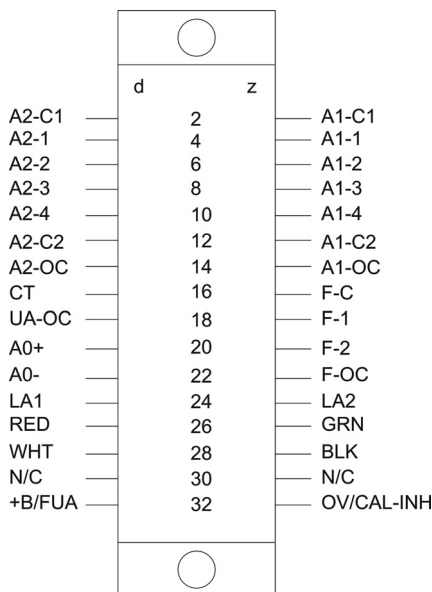 d z
A2-C1 2 A1-C1
A2-1 4 A1-1
A2-2 6 A1-2
A2-3 8 A1-3
A2-4 10 A1-4
A2-C2 12 A1-C2
A2-OC 14 A1-OC
CT 16 F-C
UA-OC 18 F-1
A0+ 20 F-2
A0- 22 F-OC
LA1 24 LA2
RED 26 GRN
WHT 28 BLK
N/C 30 N/C
+B/FUA 32 OV/CAL-INH